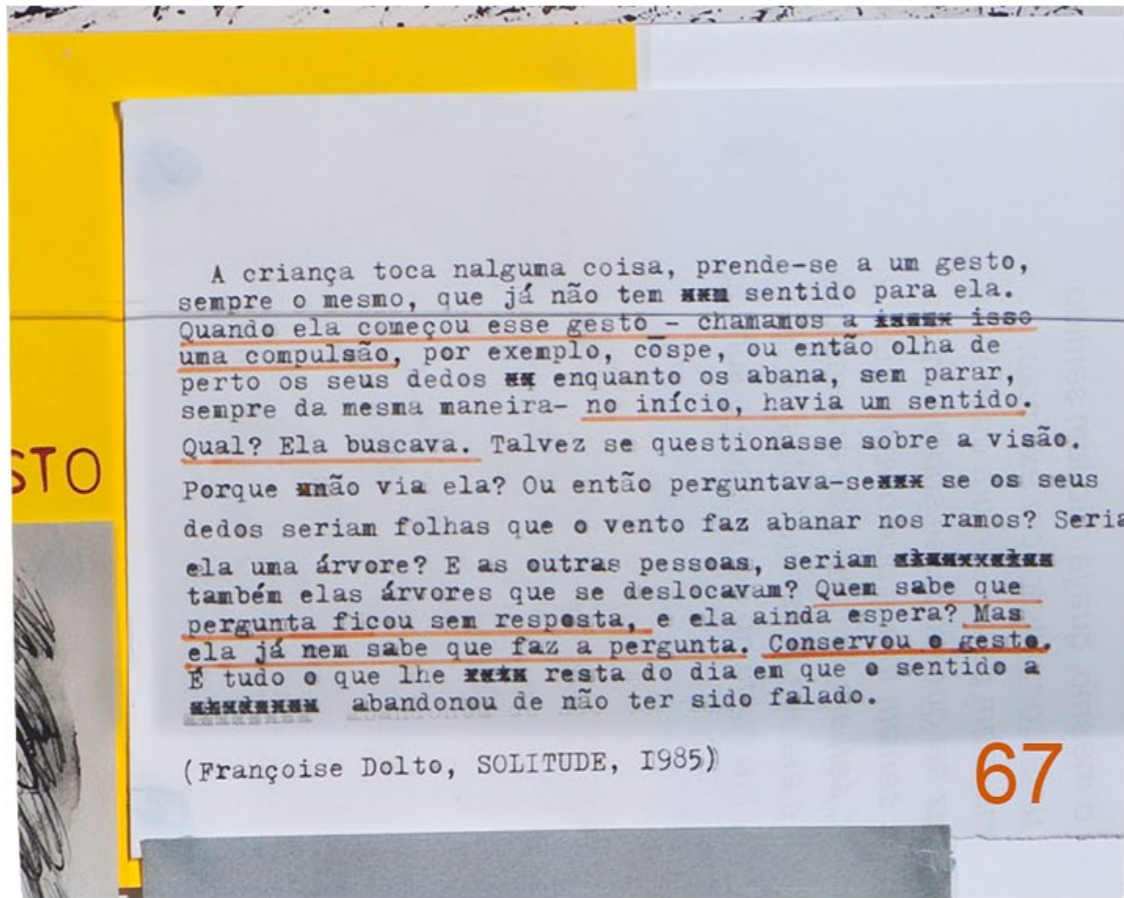 A criança toca nalguma coisa, prende-se a um gesto,
sempre o mesmo, que já não tem sentido para ela.
Quando ela começou esse gesto - chamamos a isso
uma compulsão, por exemplo, cospe, ou então olha de
perto os seus dedos enquanto os abana, sem parar,
sempre da mesma maneira- no início, havia um sentido.
Qual? Ela buscava. Talvez se questionasse sobre a visão.
Porque não via ela? Ou então perguntava-se se os seus
dedos seriam folhas que o vento faz abanar nos ramos? Seria
ela uma árvore? E as outras pessoas, seriam
também elas árvores que se deslocavam? Quem sabe que
pergunta ficou sem resposta, e ela ainda espera? Mas
ela já nem sabe que faz a pergunta. Conservou o gesto.
É tudo o que lhe resta do dia em que o sentido a
abandonou de não ter sido falado.
(Françoise Dolto, SOLITUDE, 1985)
STO
67